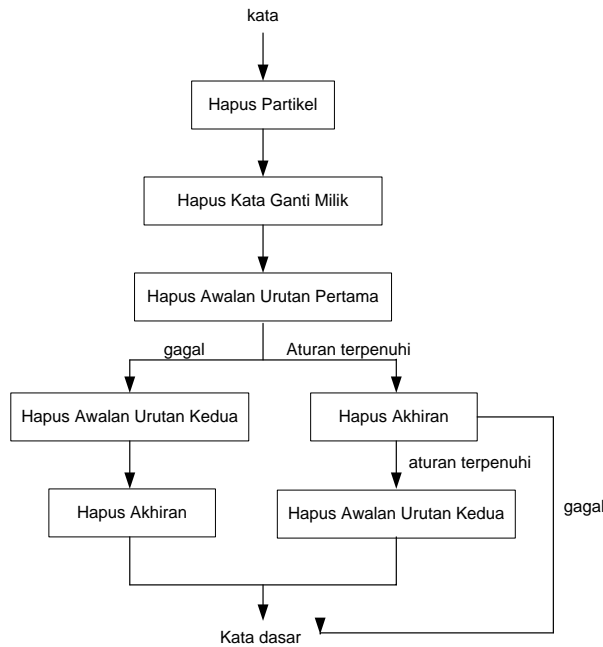 kata
Hapus Partikel
Hapus Kata Ganti Milik
Hapus Awalan Urutan Pertama
gagal
Aturan terpenuhi
Hapus Awalan Urutan Kedua
Hapus Akhiran
aturan terpenuhi
Hapus Akhiran
Hapus Awalan Urutan Kedua
gagal
Kata dasar